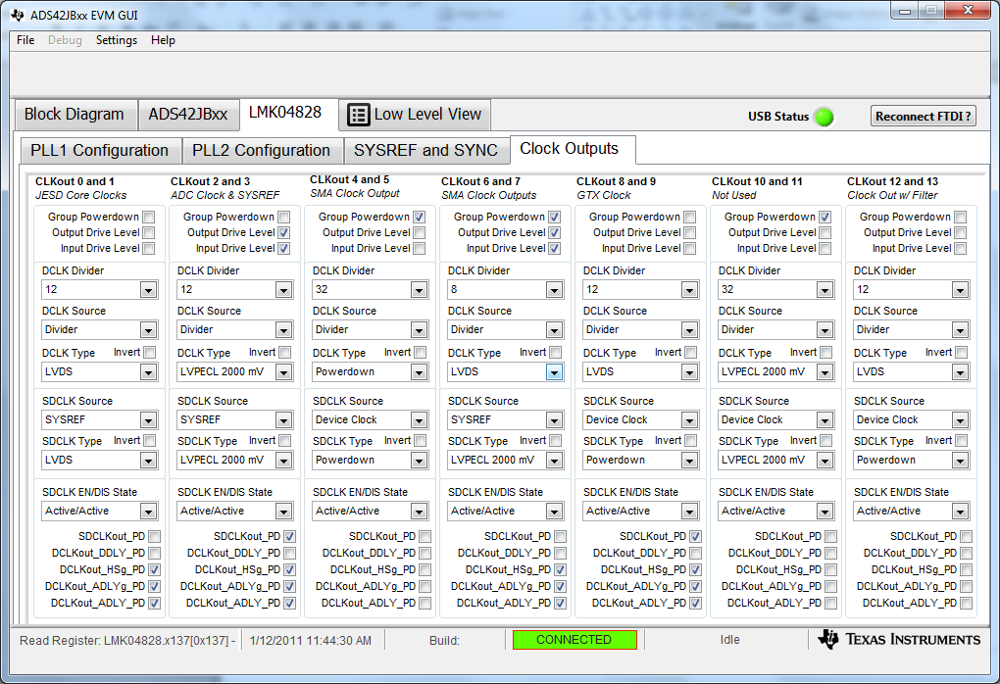 ADS42JBxx EVM GUI
File Debug Settings Help
Block Diagram ADS42JBxx LMK04828 Low Level View USB Status Reconnect FTDI ?
PLL1 Configuration PLL2 Configuration SYSREF and SYNC Clock Outputs
CLKout 0 and 1 CLKout 2 and 3 CLKout 4 and 5 CLKout 6 and 7 CLKout 8 and 9 CLKout 10 and 11 CLKout 12 and 13
JESD Core Clocks ADC Clock & SYSREF SMA Clock Output SMA Clock Outputs GTX Clock Not Used Clock Out w/ Filter
Group Powerdown Group Powerdown Group Powerdown Group Powerdown Group Powerdown Group Powerdown Group Powerdown
Output Drive Level Output Drive Level Output Drive Level Output Drive Level Output Drive Level Output Drive Level Output Drive Level
Input Drive Level Input Drive Level Input Drive Level Input Drive Level Input Drive Level Input Drive Level Input Drive Level
DCLK Divider DCLK Divider DCLK Divider DCLK Divider DCLK Divider DCLK Divider DCLK Divider
12 12 32 8 12 32 12
DCLK Source DCLK Source DCLK Source DCLK Source DCLK Source DCLK Source DCLK Source
Divider Divider Divider Divider Divider Divider Divider
DCLK Type Invert DCLK Type Invert DCLK Type Invert DCLK Type Invert DCLK Type Invert DCLK Type Invert DCLK Type Invert
LVDS LVPECL 2000 mV Powerdown LVDS LVDS LVPECL 2000 mV LVDS
SDCLK Source SDCLK Source SDCLK Source SDCLK Source SDCLK Source SDCLK Source SDCLK Source
SYSREF SYSREF Device Clock SYSREF Device Clock Device Clock Device Clock
SDCLK Type Invert SDCLK Type Invert SDCLK Type Invert SDCLK Type Invert SDCLK Type Invert SDCLK Type Invert SDCLK Type Invert
LVDS LVPECL 2000 mV Powerdown LVPECL 2000 mV Powerdown LVPECL 2000 mV Powerdown
SDCLK EN/DIS State SDCLK EN/DIS State SDCLK EN/DIS State SDCLK EN/DIS State SDCLK EN/DIS State SDCLK EN/DIS State SDCLK EN/DIS State
Active/Active Active/Active Active/Active Active/Active Active/Active Active/Active Active/Active
SDCLKout_PD SDCLKout_PD SDCLKout_PD SDCLKout_PD SDCLKout_PD SDCLKout_PD SDCLKout_PD
DCLKout_DDLY_PD DCLKout_DDLY_PD DCLKout_DDLY_PD DCLKout_DDLY_PD DCLKout_DDLY_PD DCLKout_DDLY_PD DCLKout_DDLY_PD
DCLKout_HSg_PD DCLKout_HSg_PD DCLKout_HSg_PD DCLKout_HSg_PD DCLKout_HSg_PD DCLKout_HSg_PD DCLKout_HSg_PD
DCLKout_ADLYg_PD DCLKout_ADLYg_PD DCLKout_ADLYg_PD DCLKout_ADLYg_PD DCLKout_ADLYg_PD DCLKout_ADLYg_PD DCLKout_ADLYg_PD
DCLKout_ADLY_PD DCLKout_ADLY_PD DCLKout_ADLY_PD DCLKout_ADLY_PD DCLKout_ADLY_PD DCLKout_ADLY_PD DCLKout_ADLY_PD
Read Register: LMK04828.x137[0x137] - 1/12/2011 11:44:30 AM Build: CONNECTED Idle TEXAS INSTRUMENTS